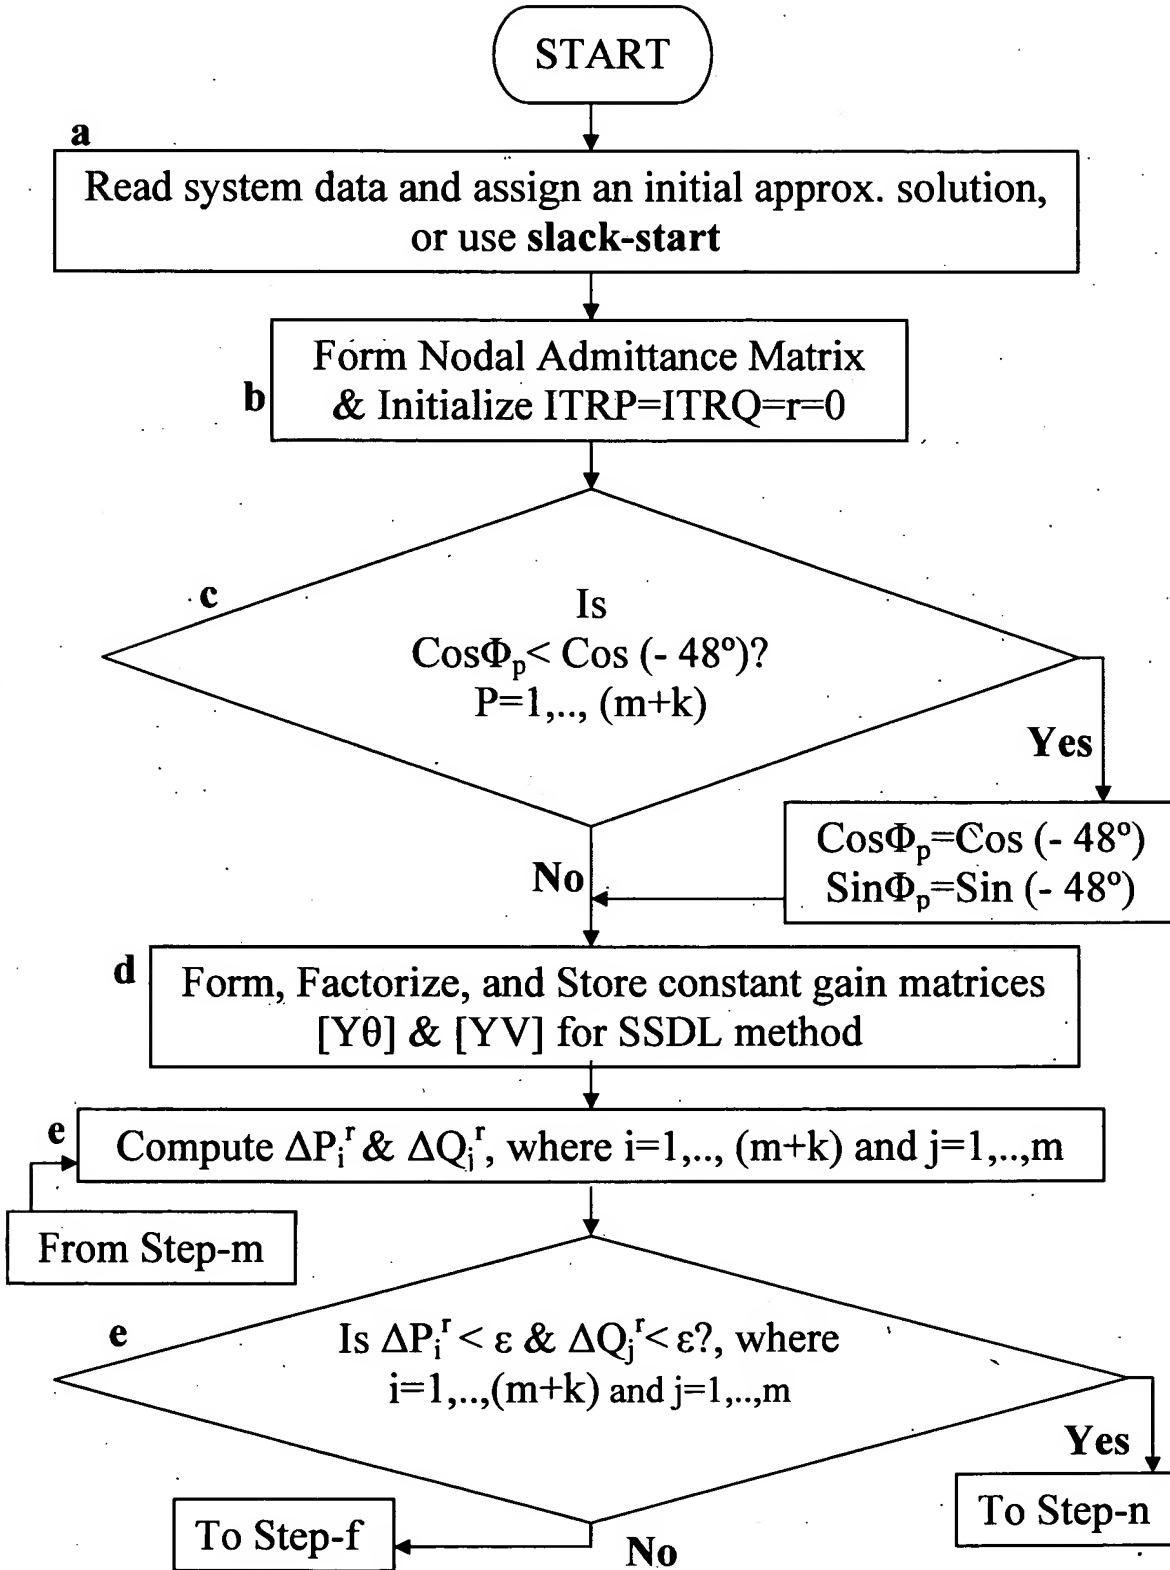 START
a
Read system data and assign an initial approx. solution,
or use slack-start
b
Form Nodal Admittance Matrix
& Initialize ITRP=ITRQ=r=0
c
Is
CosΦp< Cos (- 48º)?
P=1,.., (m+k)
Yes
CosΦp=Cos (- 48º)
SinΦp=Sin (- 48º)
No
d
Form, Factorize, and Store constant gain matrices
[Yθ] & [YV] for SSDL method
e
Compute ΔPiʳ & ΔQjʳ, where i=1,.., (m+k) and j=1,..,m
From Step-m
e
Is ΔPiʳ < ε & ΔQjʳ< ε?, where
i=1,..,(m+k) and j=1,..,m
Yes
To Step-n
To Step-f
No